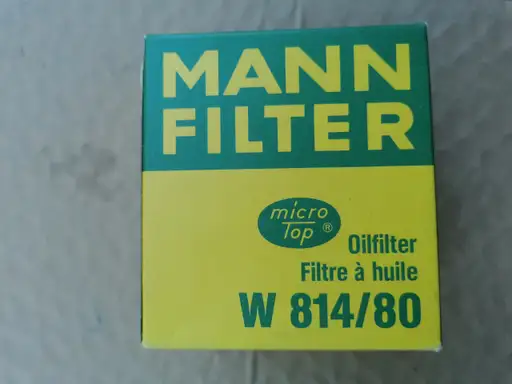 MANN
FILTER
micro
Top ®
Oilfilter
Filtre à huile
W 814/80